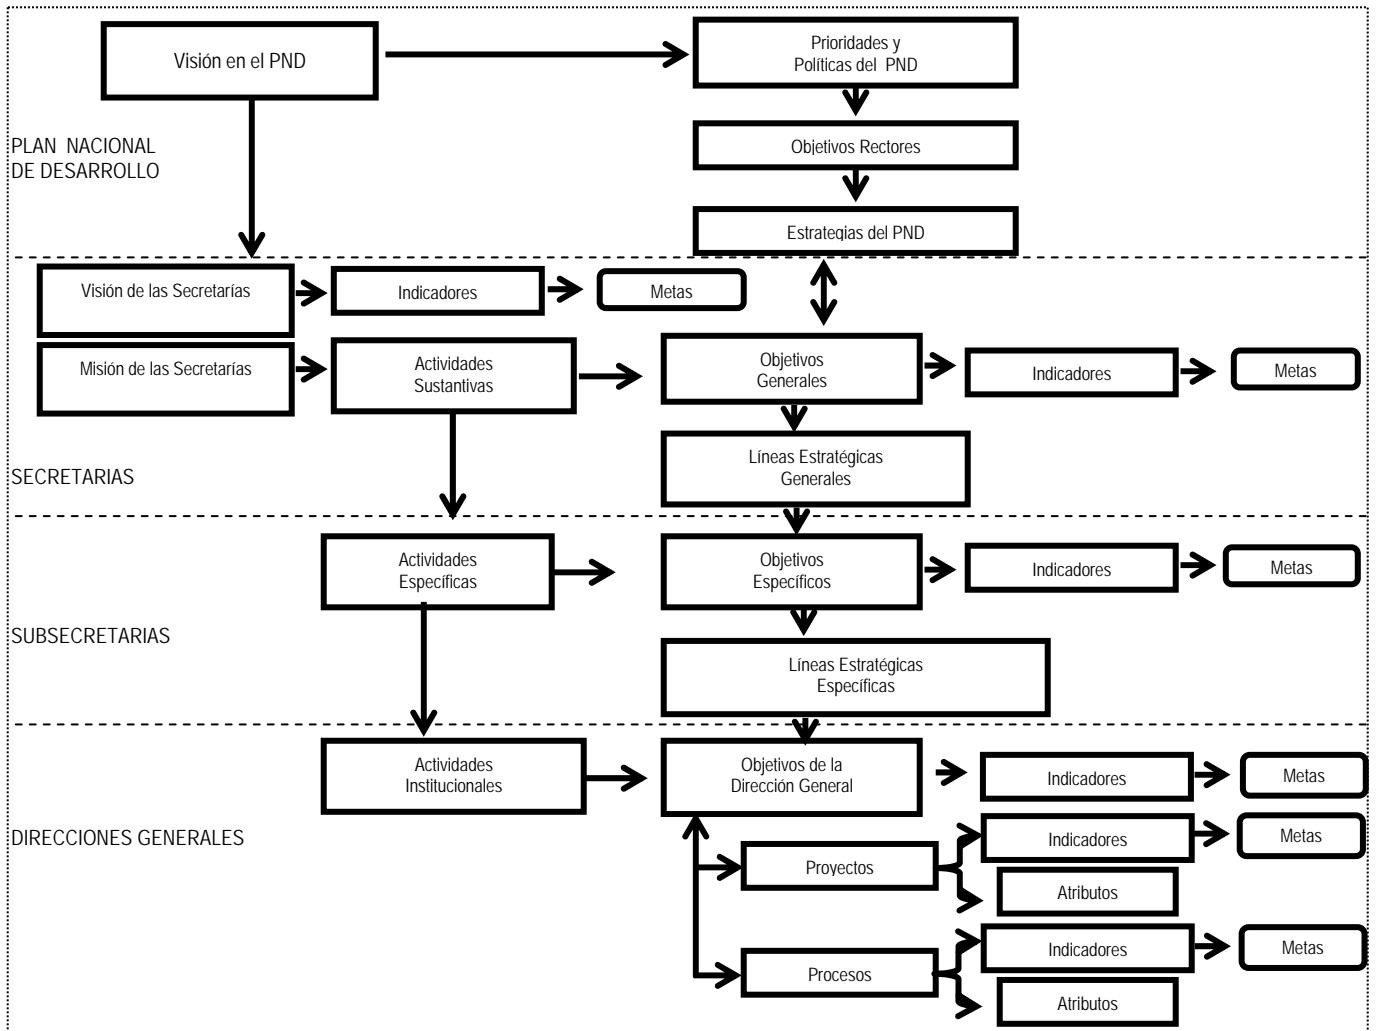 Visión en el PND
Prioridades y
Políticas del PND
PLAN NACIONAL
DE DESARROLLO
Objetivos Rectores
Estrategias del PND
Visión de las Secretarías
Indicadores
Metas
Misión de las Secretarías
Actividades
Sustantivas
Objetivos
Generales
Indicadores
Metas
Líneas Estratégicas
Generales
SECRETARIAS
Actividades
Específicas
Objetivos
Específicos
Indicadores
Metas
SUBSECRETARIAS
Líneas Estratégicas
Específicas
Actividades
Institucionales
Objetivos de la
Dirección General
Indicadores
Metas
DIRECCIONES GENERALES
Proyectos
Indicadores
Metas
Atributos
Procesos
Indicadores
Metas
Atributos